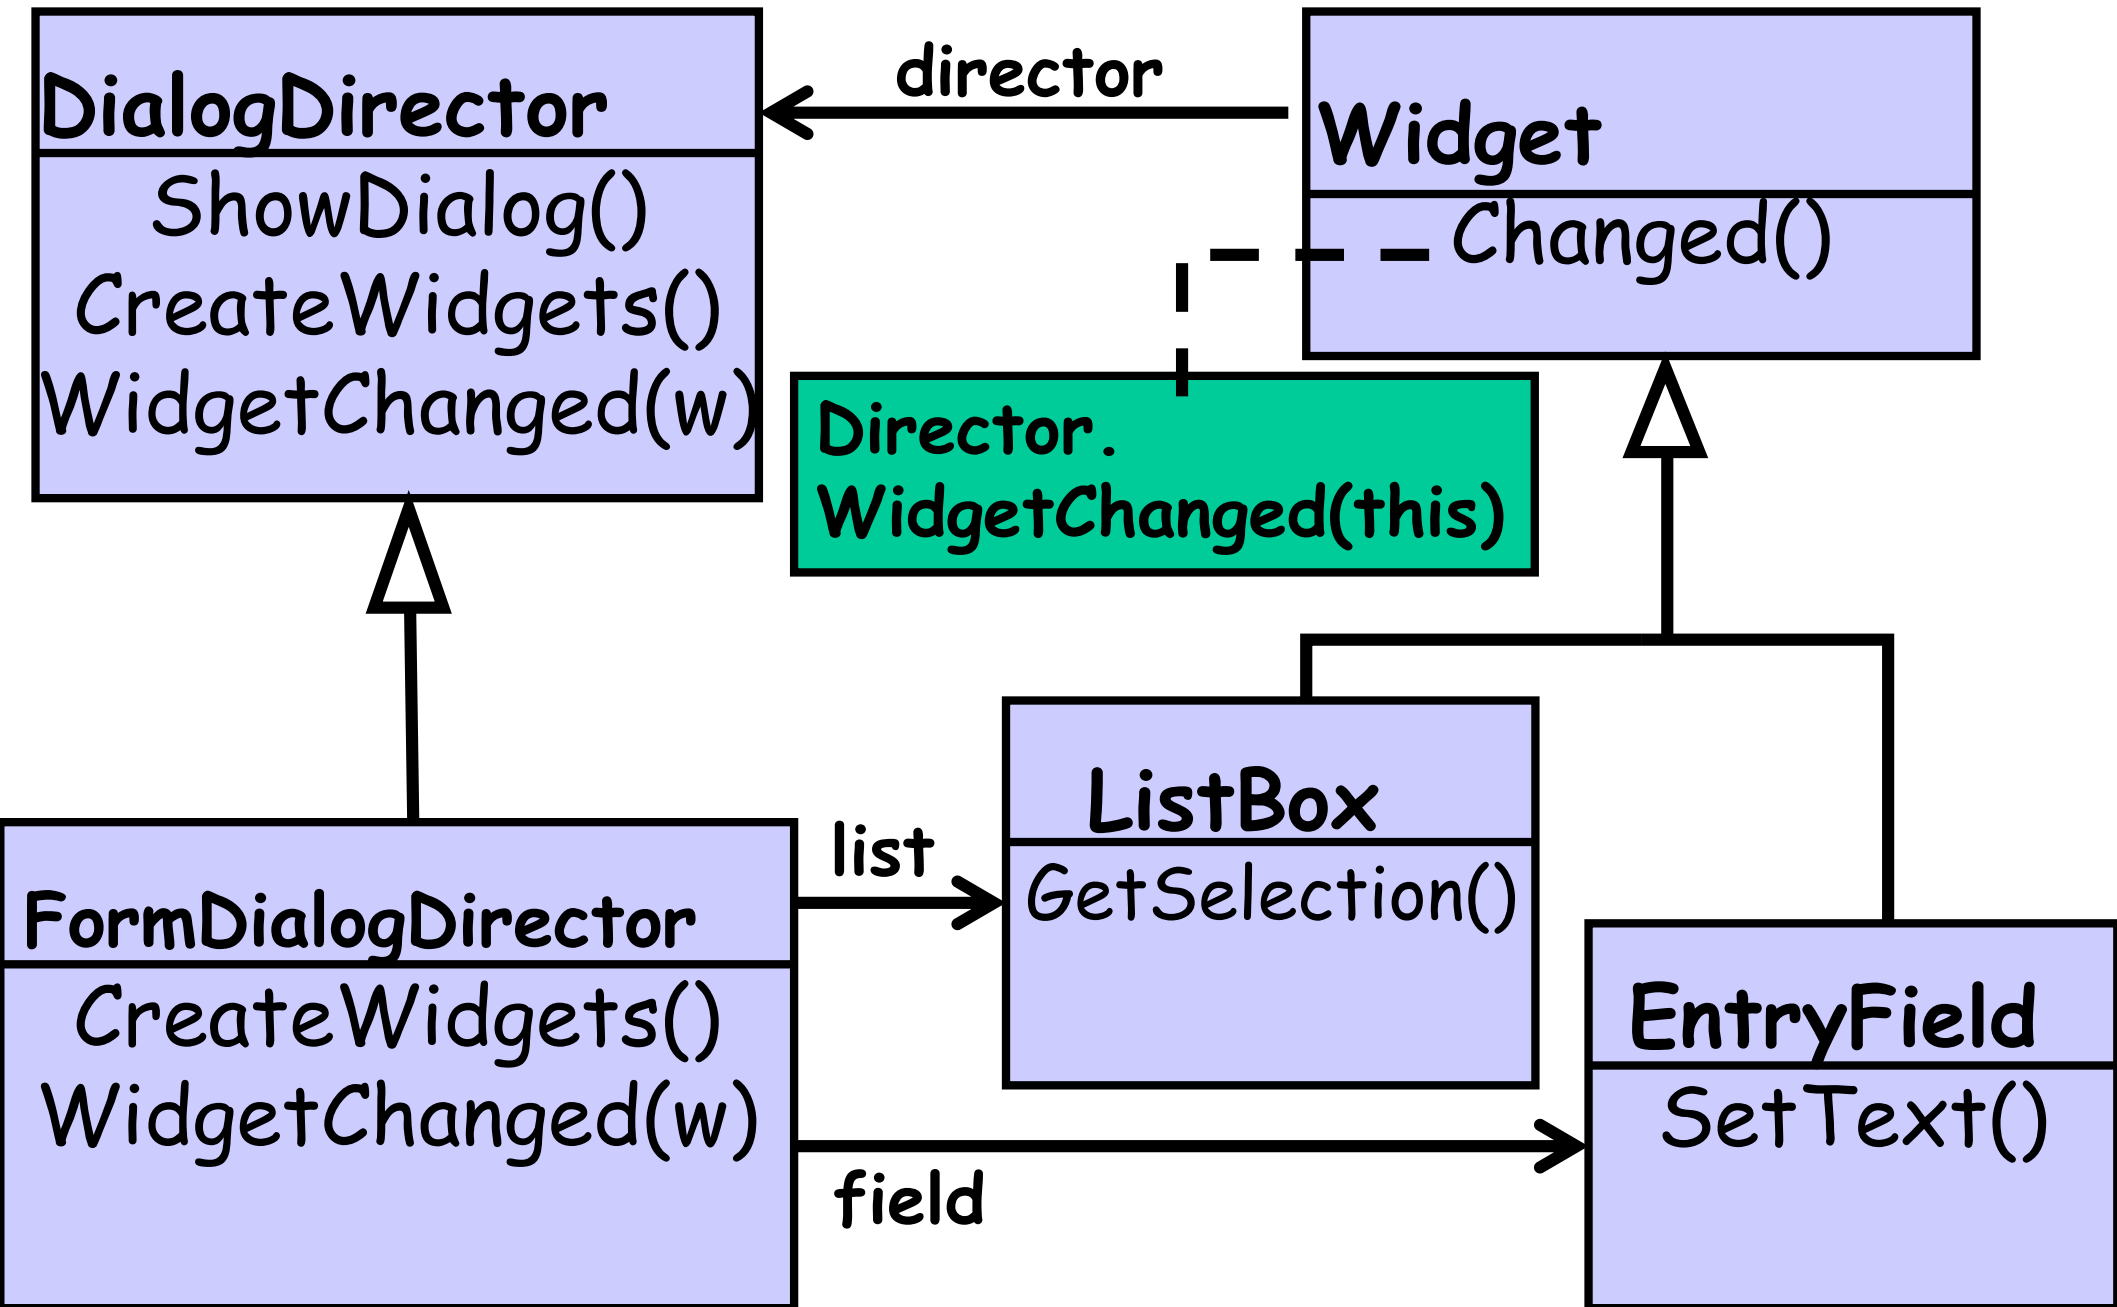 DialogDirector
ShowDialog()
CreateWidgets()
WidgetChanged(w)
director
Widget
Changed()
Director.
WidgetChanged(this)
FormDialogDirector
CreateWidgets()
WidgetChanged(w)
list
field
ListBox
GetSelection()
EntryField
SetText()